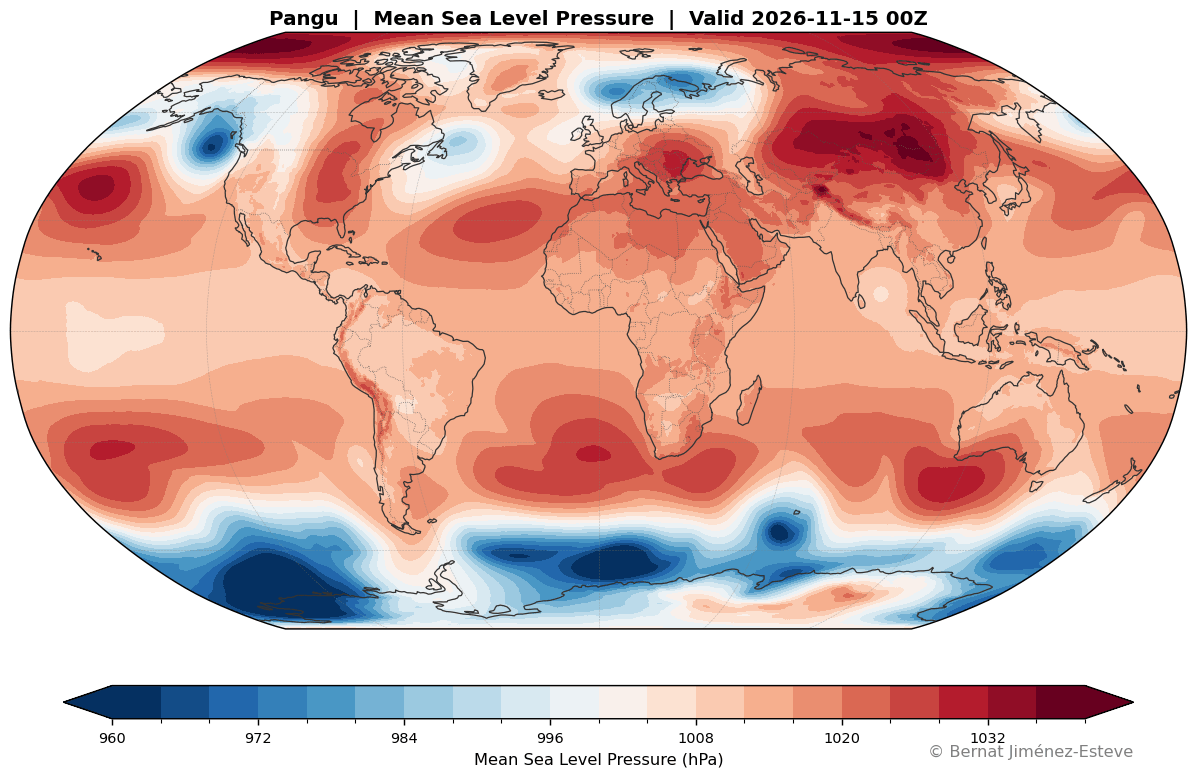 Pangu | Mean Sea Level Pressure | Valid 2026-11-15 00Z
960 972 984 996 1008 1020 1032
Mean Sea Level Pressure (hPa)
© Bernat Jiménez-Esteve